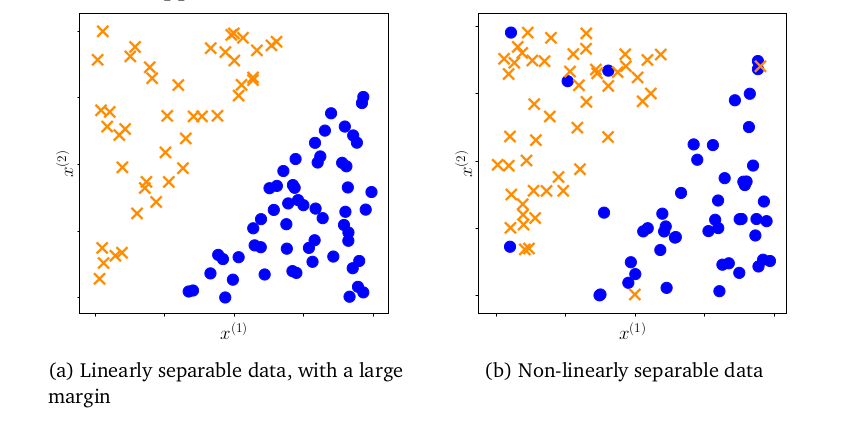 x(2)
x(1)
(a) Linearly separable data, with a large
margin
x(2)
x(1)
(b) Non-linearly separable data